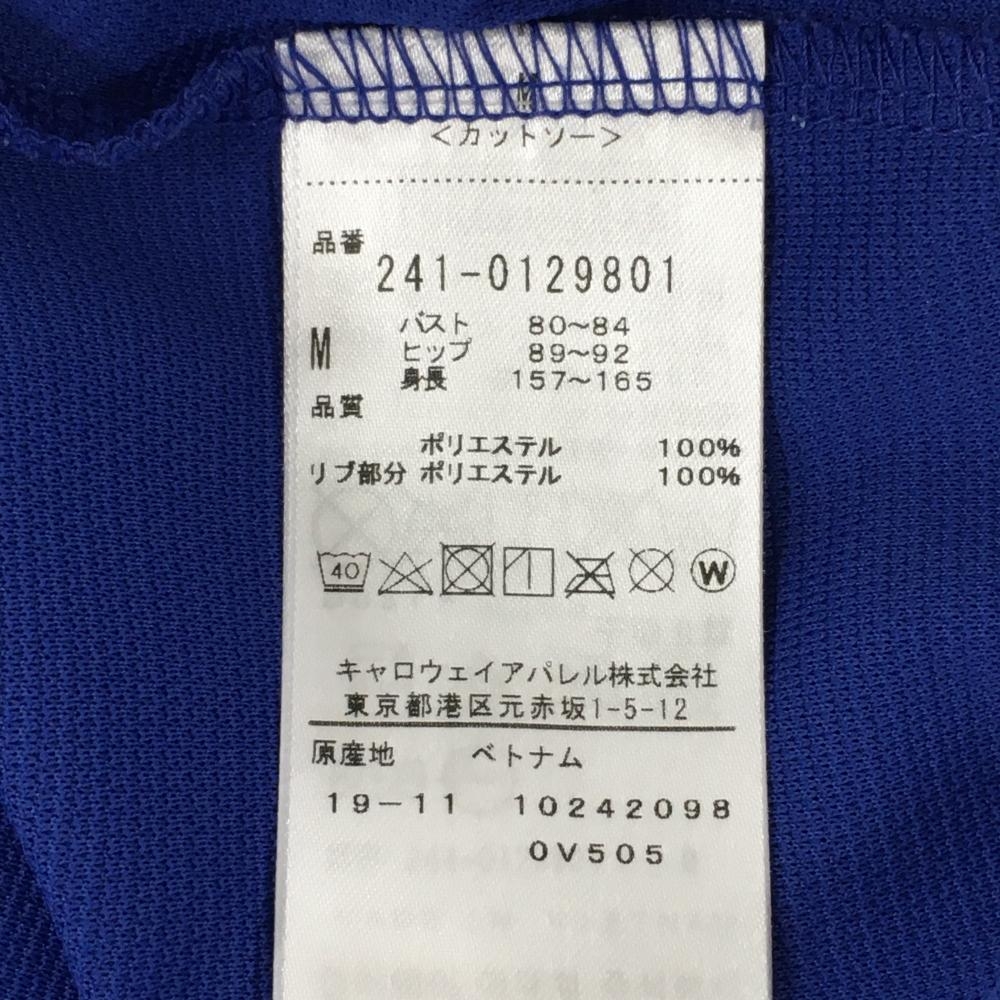 <カットソー>
品番
241-0129801
M
バスト 80~84
ヒップ 89~92
身長 157~165
品質
ポリエステル 100%
リブ部分 ポリエステル 100%
40 W
キャロウェイアパレル株式会社
東京都港区元赤坂1-5-12
原産地 ベトナム
19-11 10242098
0V505